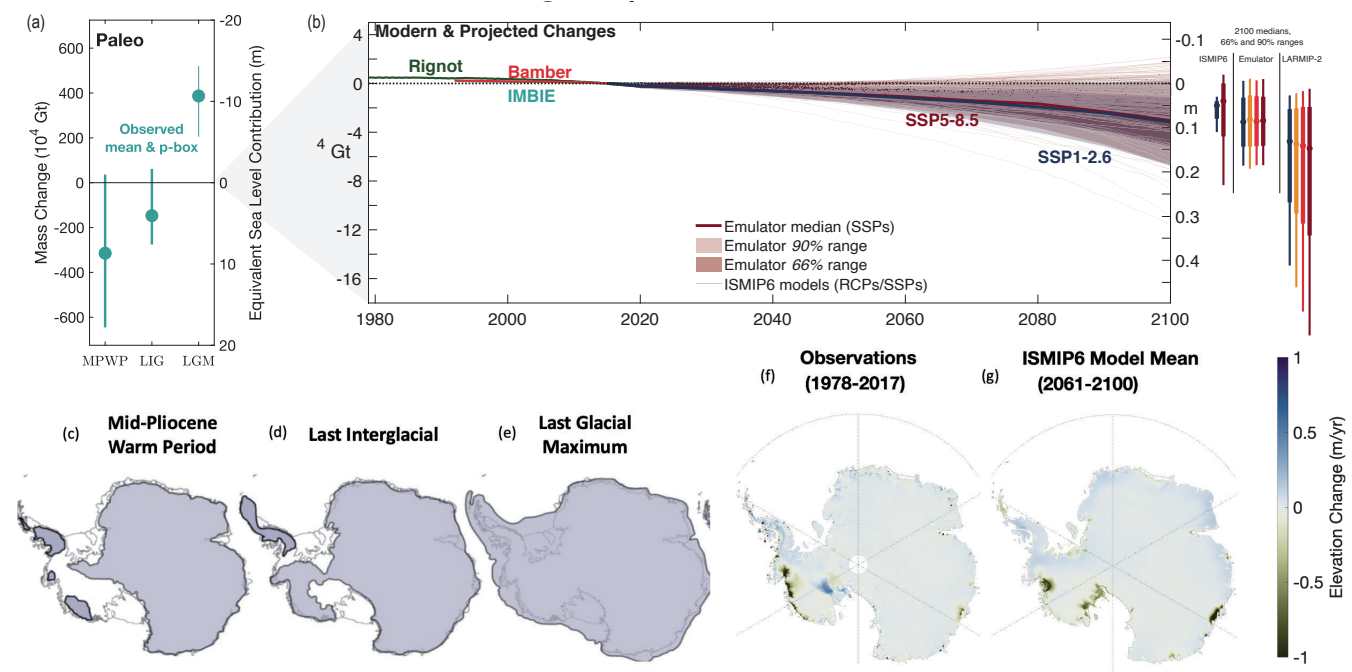 (a)
Paleo
Mass Change (10⁴ Gt)
600
400
200
0
-200
-400
-600
Observed
mean & p-box
MPWP
LIG
LGM
-20
-10
0
10
20
Equivalent Sea Level Contribution (m)
(b)
Modern & Projected Changes
4
0
-4
⁴ Gt
-8
-12
-16
Rignot
Bamber
IMBIE
SSP5-8.5
SSP1-2.6
Emulator median (SSPs)
Emulator 90% range
Emulator 66% range
ISMIP6 models (RCPs/SSPs)
1980
2000
2020
2040
2060
2080
2100
-0.1
0
m
0.1
0.2
0.3
0.4
2100 medians,
66% and 90% ranges
ISMIP6
Emulator
LARMIP-2
(c)
Mid-Pliocene
Warm Period
(d)
Last Interglacial
(e)
Last Glacial
Maximum
(f)
Observations
(1978-2017)
(g)
ISMIP6 Model Mean
(2061-2100)
1
0.5
0
-0.5
-1
Elevation Change (m/yr)